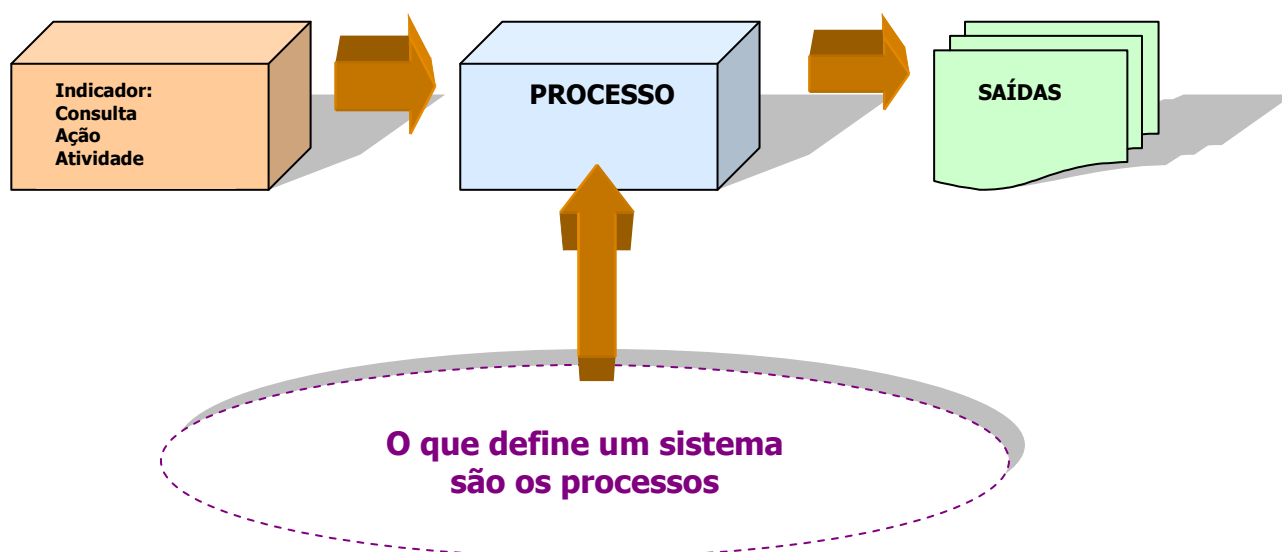 Indicador:
Consulta
Ação
Atividade
PROCESSO
SAÍDAS
O que define um sistema
são os processos